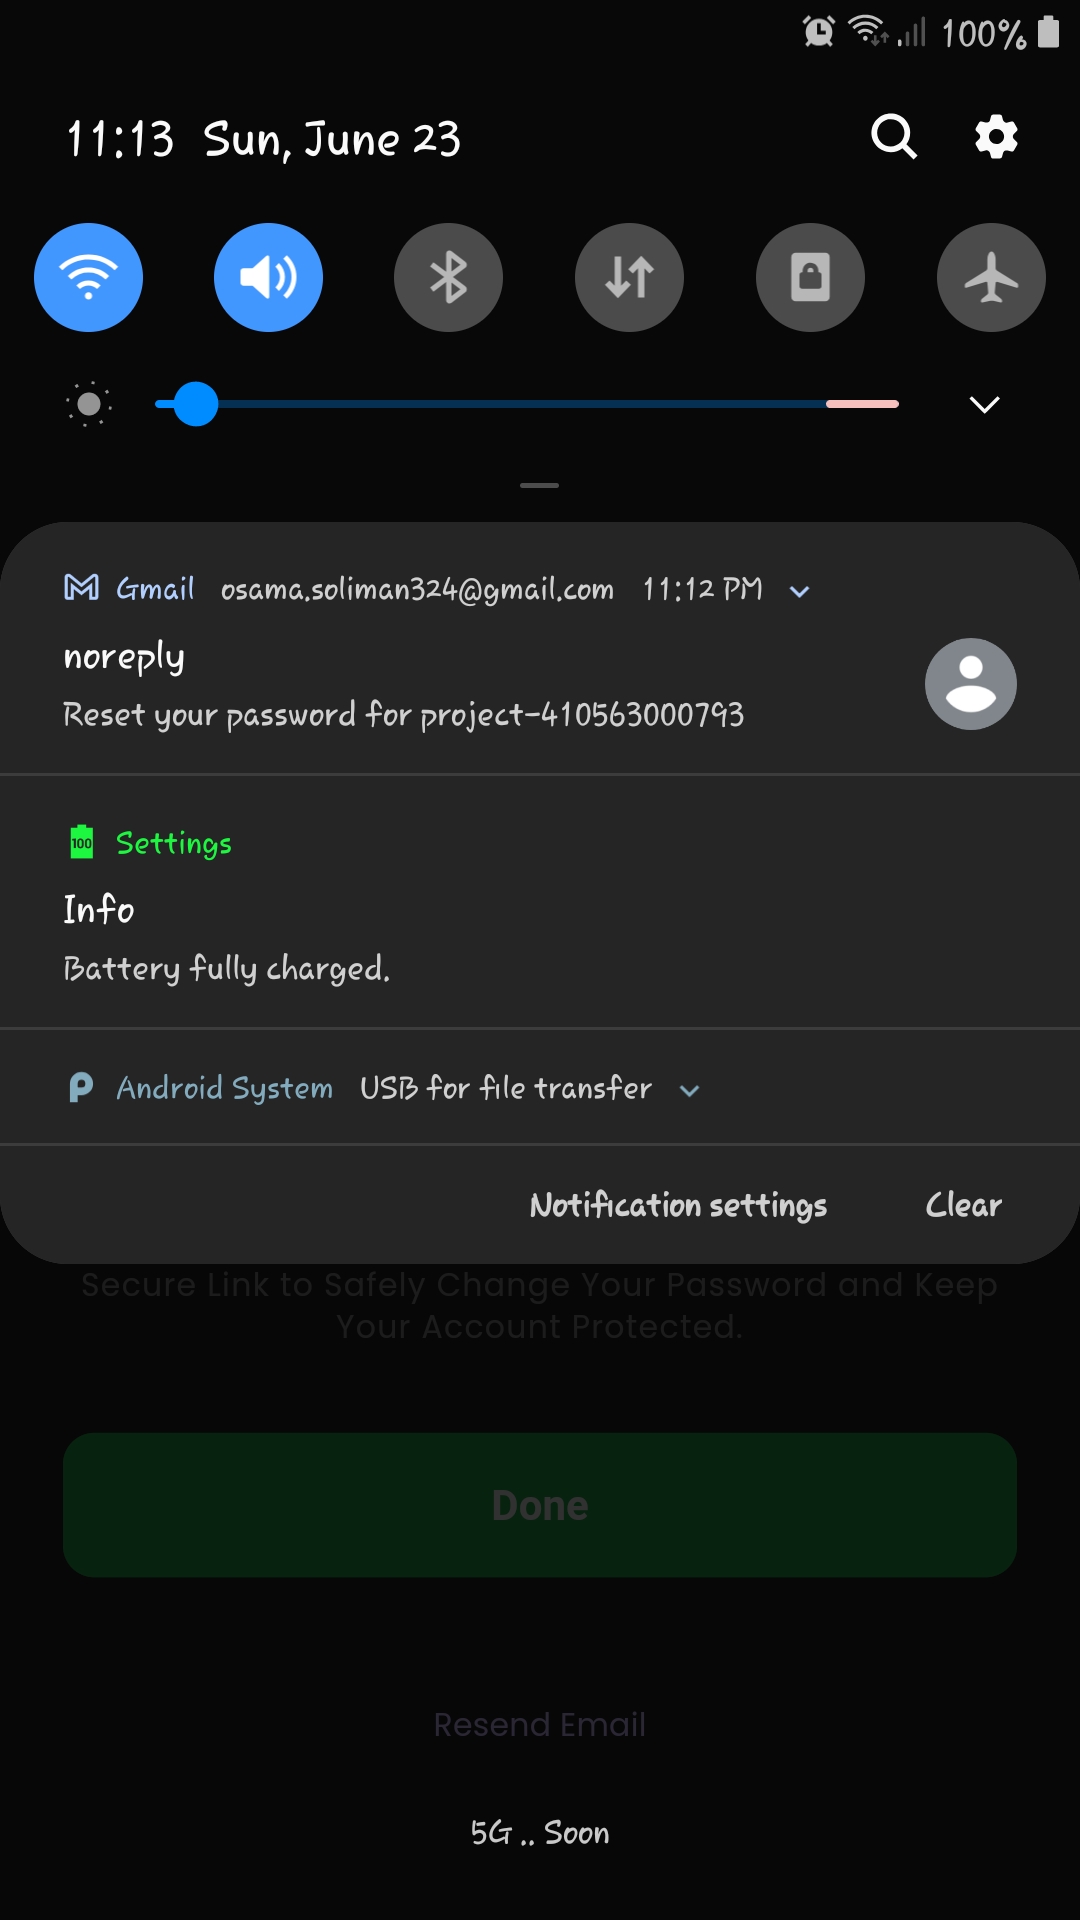 100%
11:13 Sun, June 23
Gmail osama.soliman324@gmail.com 11:12 PM
noreply
Reset your password for project-410563000793
100 Settings
Info
Battery fully charged.
Android System USB for file transfer
Notification settings Clear
Secure Link to Safely Change Your Password and Keep
Your Account Protected.
Done
Resend Email
5G .. Soon